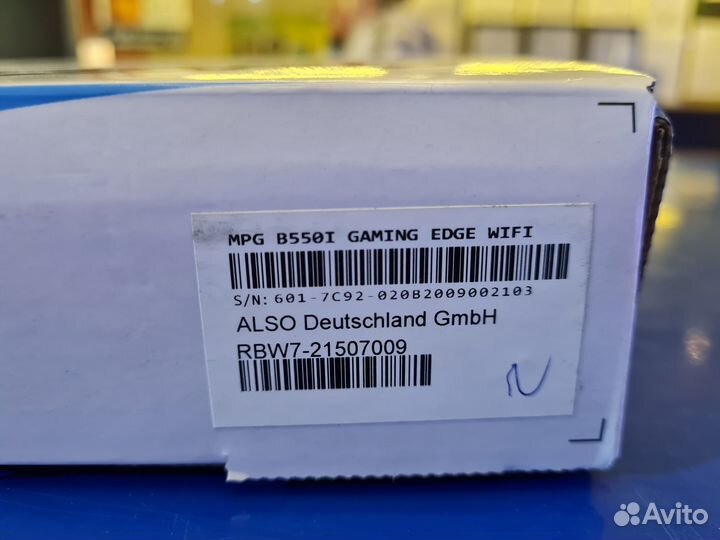 MPG B550I GAMING EDGE WIFI
S/N: 601-7C92-020B2009002103
ALSO Deutschland GmbH
RBW7-21507009
Avito